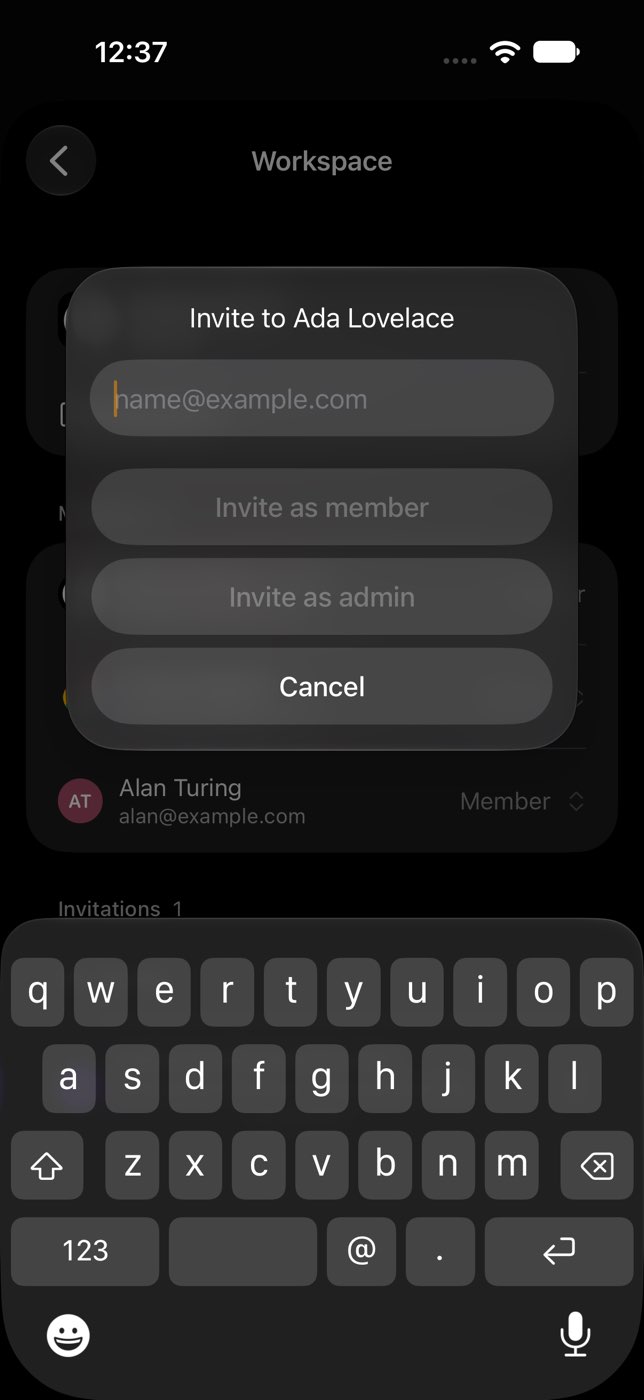 12:37
Workspace
Invite to Ada Lovelace
name@example.com
Invite as member
Invite as admin
Cancel
AT
Alan Turing
alan@example.com
Member
Invitations 1
q w e r t y u i o p
a s d f g h j k l
z x c v b n m
123 @ .